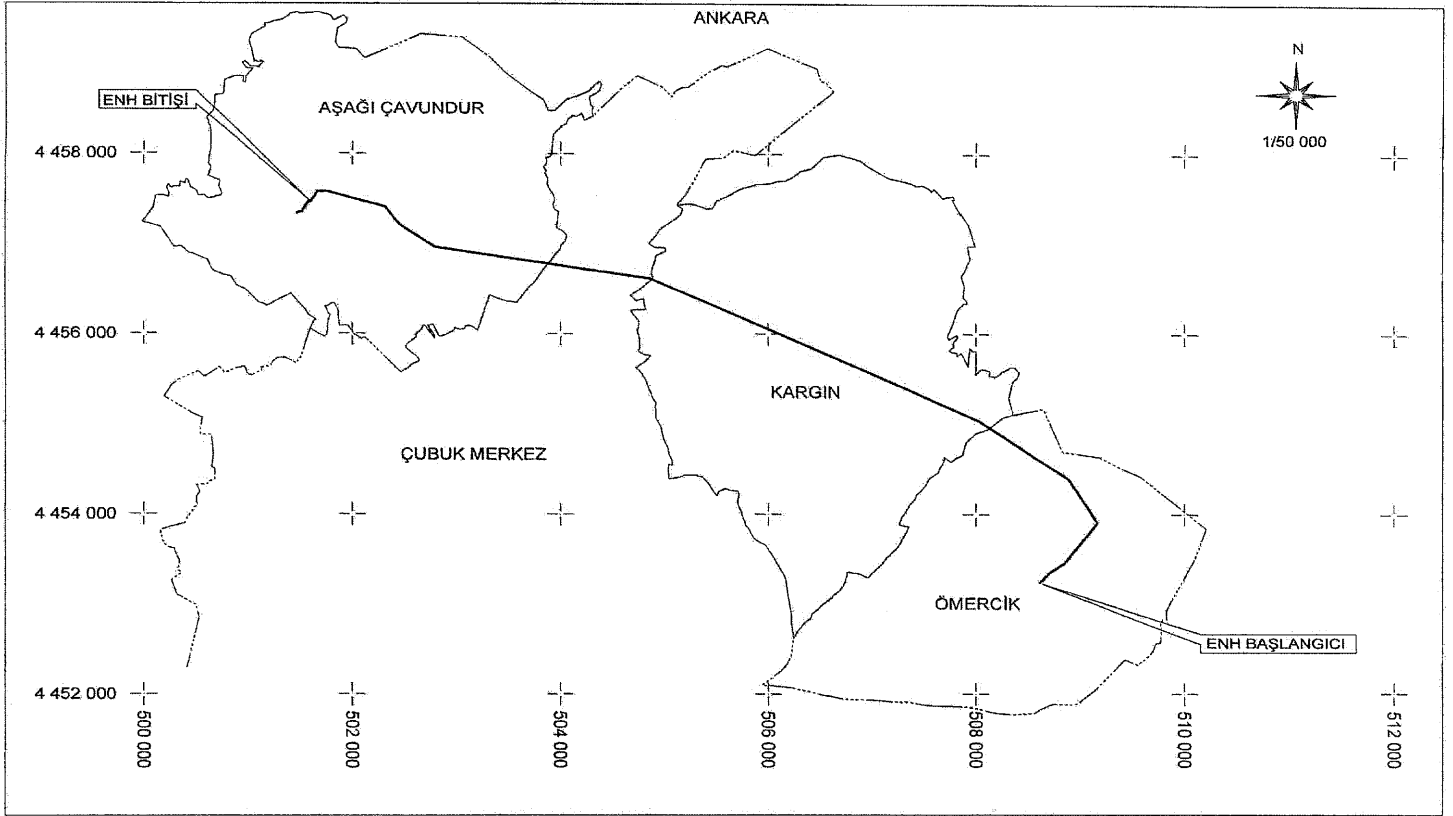 ANKARA
N
1/50 000
ENH BİTİŞİ
AŞAĞI ÇAVUNDUR
4 458 000
4 456 000
KARGIN
ÇUBUK MERKEZ
4 454 000
ÖMERCİK
ENH BAŞLANGICI
4 452 000
500 000
502 000
504 000
506 000
508 000
510 000
512 000